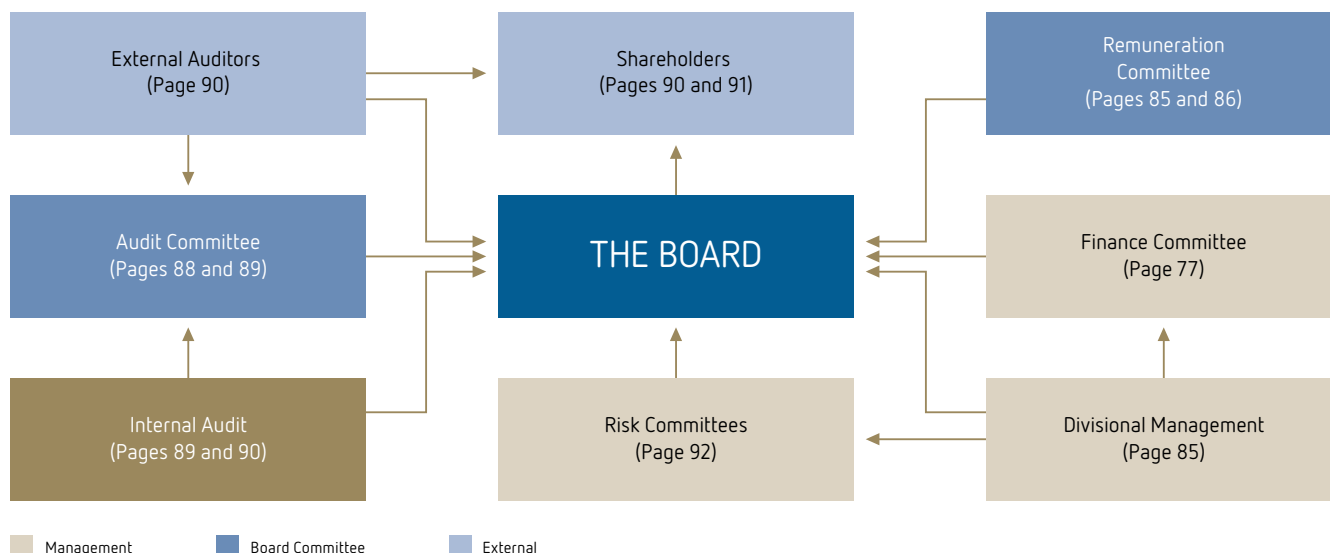 External Auditors
(Page 90)
Shareholders
(Pages 90 and 91)
Remuneration
Committee
(Pages 85 and 86)
Audit Committee
(Pages 88 and 89)
THE BOARD
Finance Committee
(Page 77)
Internal Audit
(Pages 89 and 90)
Risk Committees
(Page 92)
Divisional Management
(Page 85)
Management
Board Committee
External